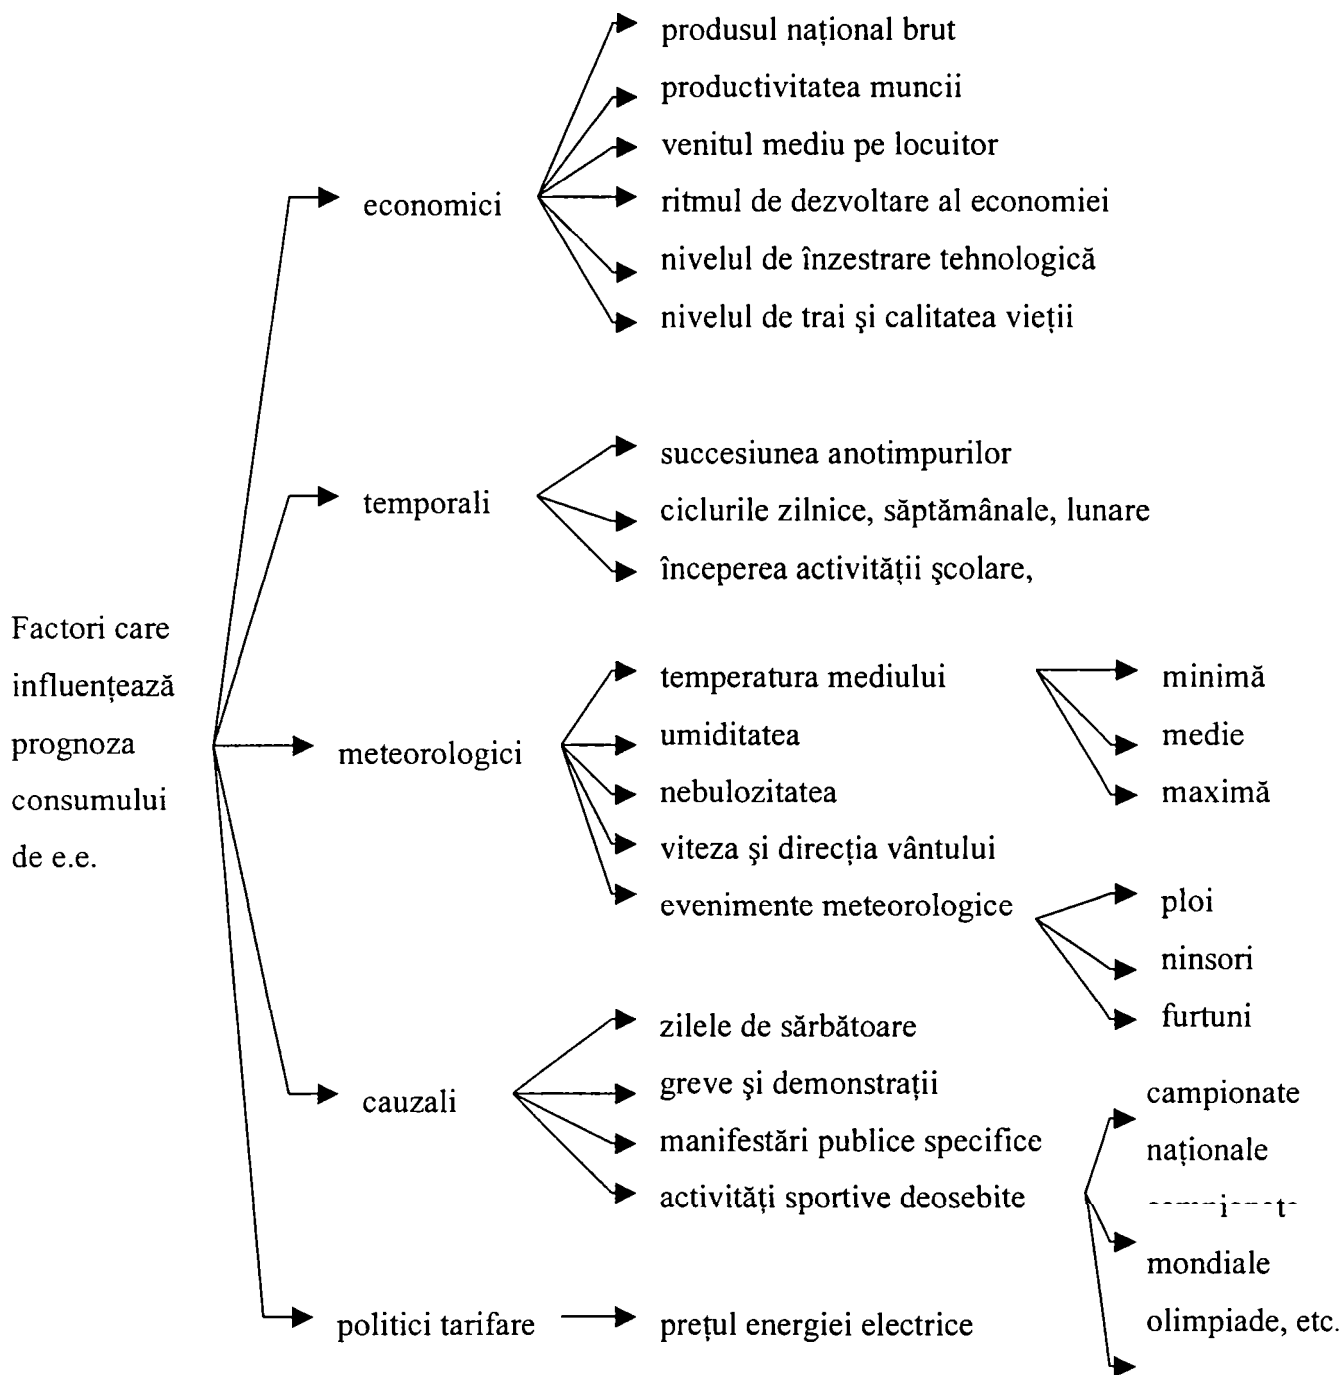 produsul național brut
productivitatea muncii
venitul mediu pe locuitor
economici
ritmul de dezvoltare al economiei
nivelul de înzestrare tehnologică
nivelul de trai şi calitatea vieții
succesiunea anotimpurilor
temporali
ciclurile zilnice, săptămânale, lunare
începerea activității şcolare,
Factori care
influențează
prognoza
consumului
de e.e.
meteorologici
temperatura mediului
umiditatea
nebulozitatea
viteza şi direcția vântului
evenimente meteorologice
minimă
medie
maximă
ploi
ninsori
furtuni
cauzali
zilele de sărbătoare
greve şi demonstrații
manifestări publice specifice
activități sportive deosebite
campionate
naționale
mondiale
olimpiade, etc.
politici tarifare
prețul energiei electrice